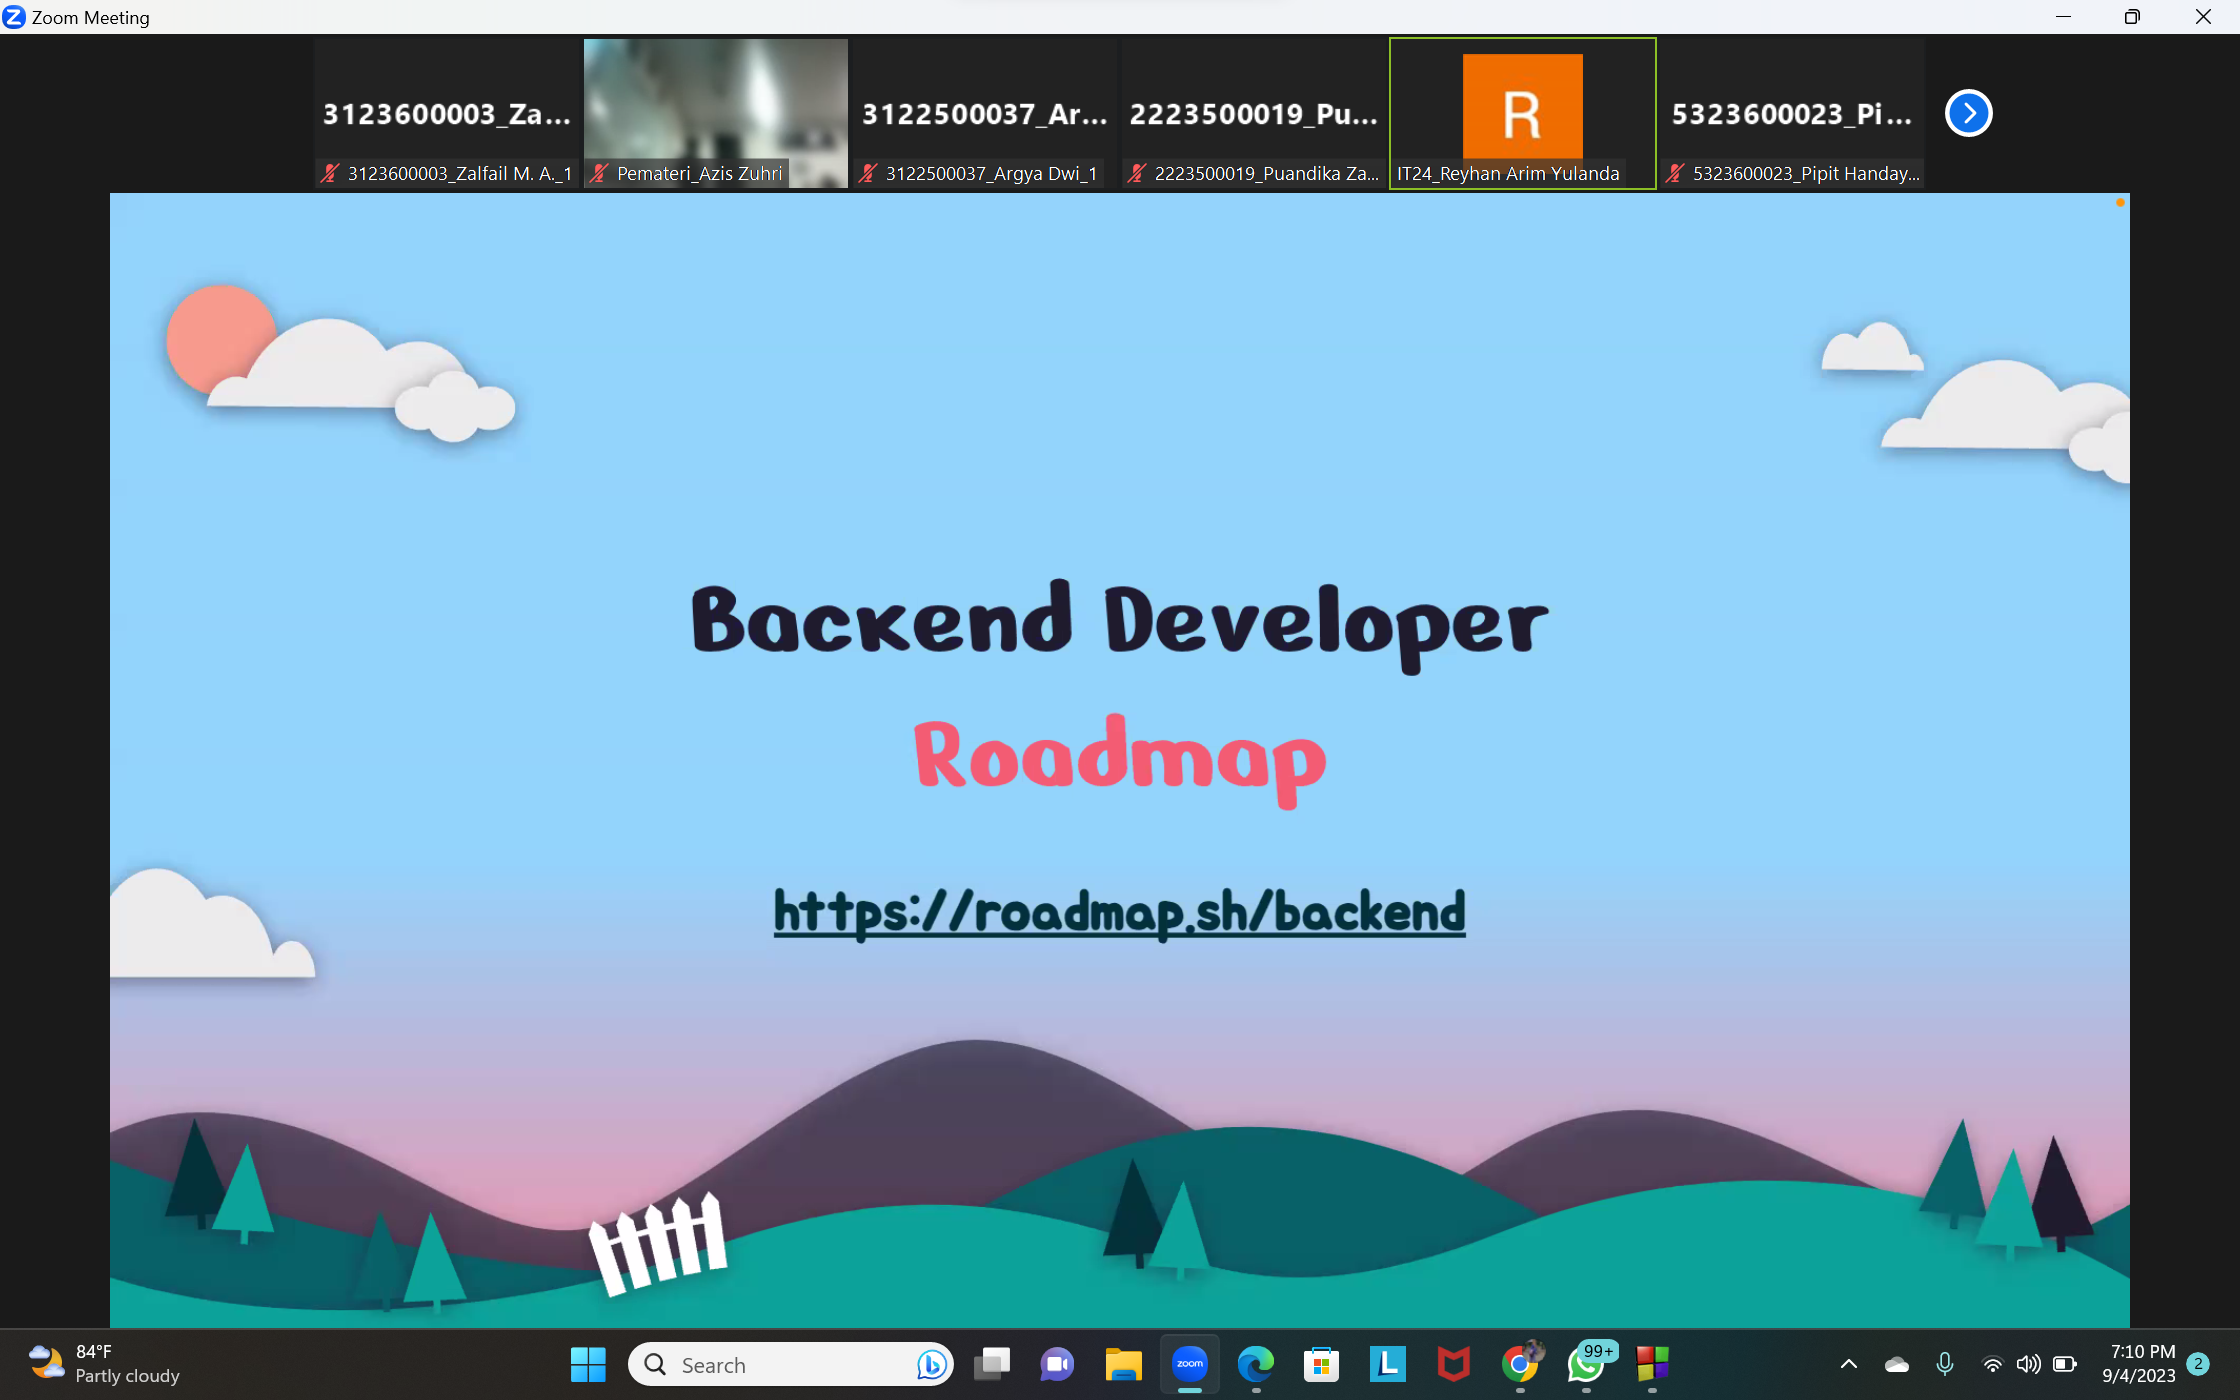 Zoom Meeting
3123600003_Za...
3122500037_Ar...
2223500019_Pu...
R
5323600023_Pi...
3123600003_Zalfail M. A._1
Pemateri_Azis Zuhri
3122500037_Argya Dwi_1
2223500019_Puandika Za...
IT24_Reyhan Arim Yulanda
5323600023_Pipit Handay...
Backend Developer
Roadmap
https://roadmap.sh/backend
84°F
Partly cloudy
Search
zoom
L
99+
7:10 PM
9/4/2023
2